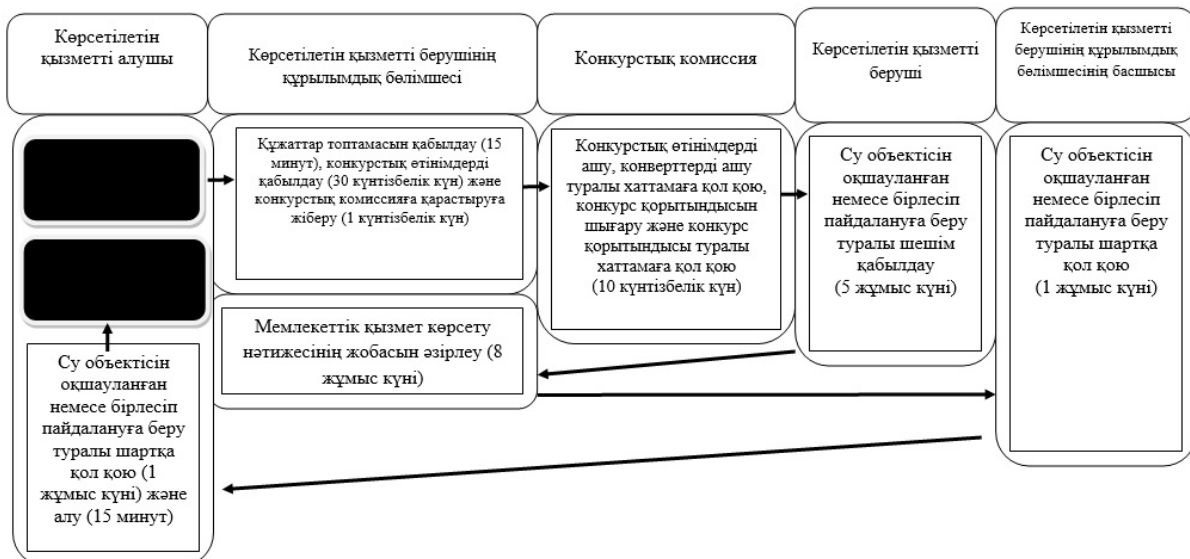 Көрсетілетін
қызметті алушы
Көрсетілетін қызметті берушінің
құрылымдық бөлімшесі
Конкурстық комиссия
Көрсетілетін қызметті
беруші
Көрсетілетін қызметті
берушінің құрылымдық
бөлімшесінің басшысы
Құжаттар топтамасын қабылдау (15
минут), конкурстық өтінімдерді
қабылдау (30 күнтізбелік күн) және
конкурстық комиссияға қарастыруға
жіберу (1 күнтізбелік күн)
Конкурстық өтінімдерді
ашу, конверттерді ашу
туралы хаттамаға қол қою,
конкурс қорытындысын
шығару және конкурс
қорытындысы туралы
хаттамаға қол қою
(10 күнтізбелік күн)
Су объектісін
оқшауланған
немесе бірлесіп
пайдалануға беру
туралы шешім
қабылдау
(5 жұмыс күні)
Су объектісін
оқшауланған
немесе бірлесіп
пайдалануға беру
туралы шартқа
қол қою
(1 жұмыс күні)
Мемлекеттік қызмет көрсету
нәтижесінің жобасын әзірлеу (8
жұмыс күні)
Су объектісін
оқшауланған
немесе бірлесіп
пайдалануға беру
туралы шартқа
қол қою (1
жұмыс күні) және
алу (15 минут)